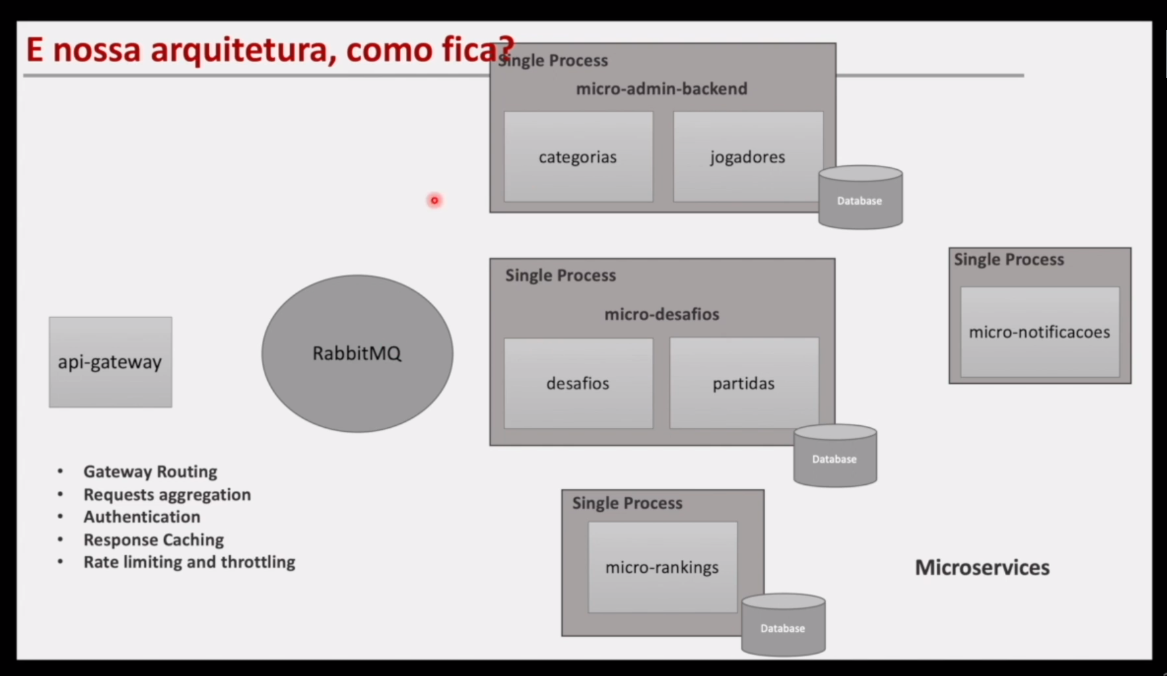 E nossa arquitetura, como fica?
Single Process
micro-admin-backend
categorias
jogadores
Database
Single Process
micro-desafios
desafios
partidas
Database
Single Process
micro-notificacoes
api-gateway
RabbitMQ
• Gateway Routing
• Requests aggregation
• Authentication
• Response Caching
• Rate limiting and throttling
Single Process
micro-rankings
Database
Microservices